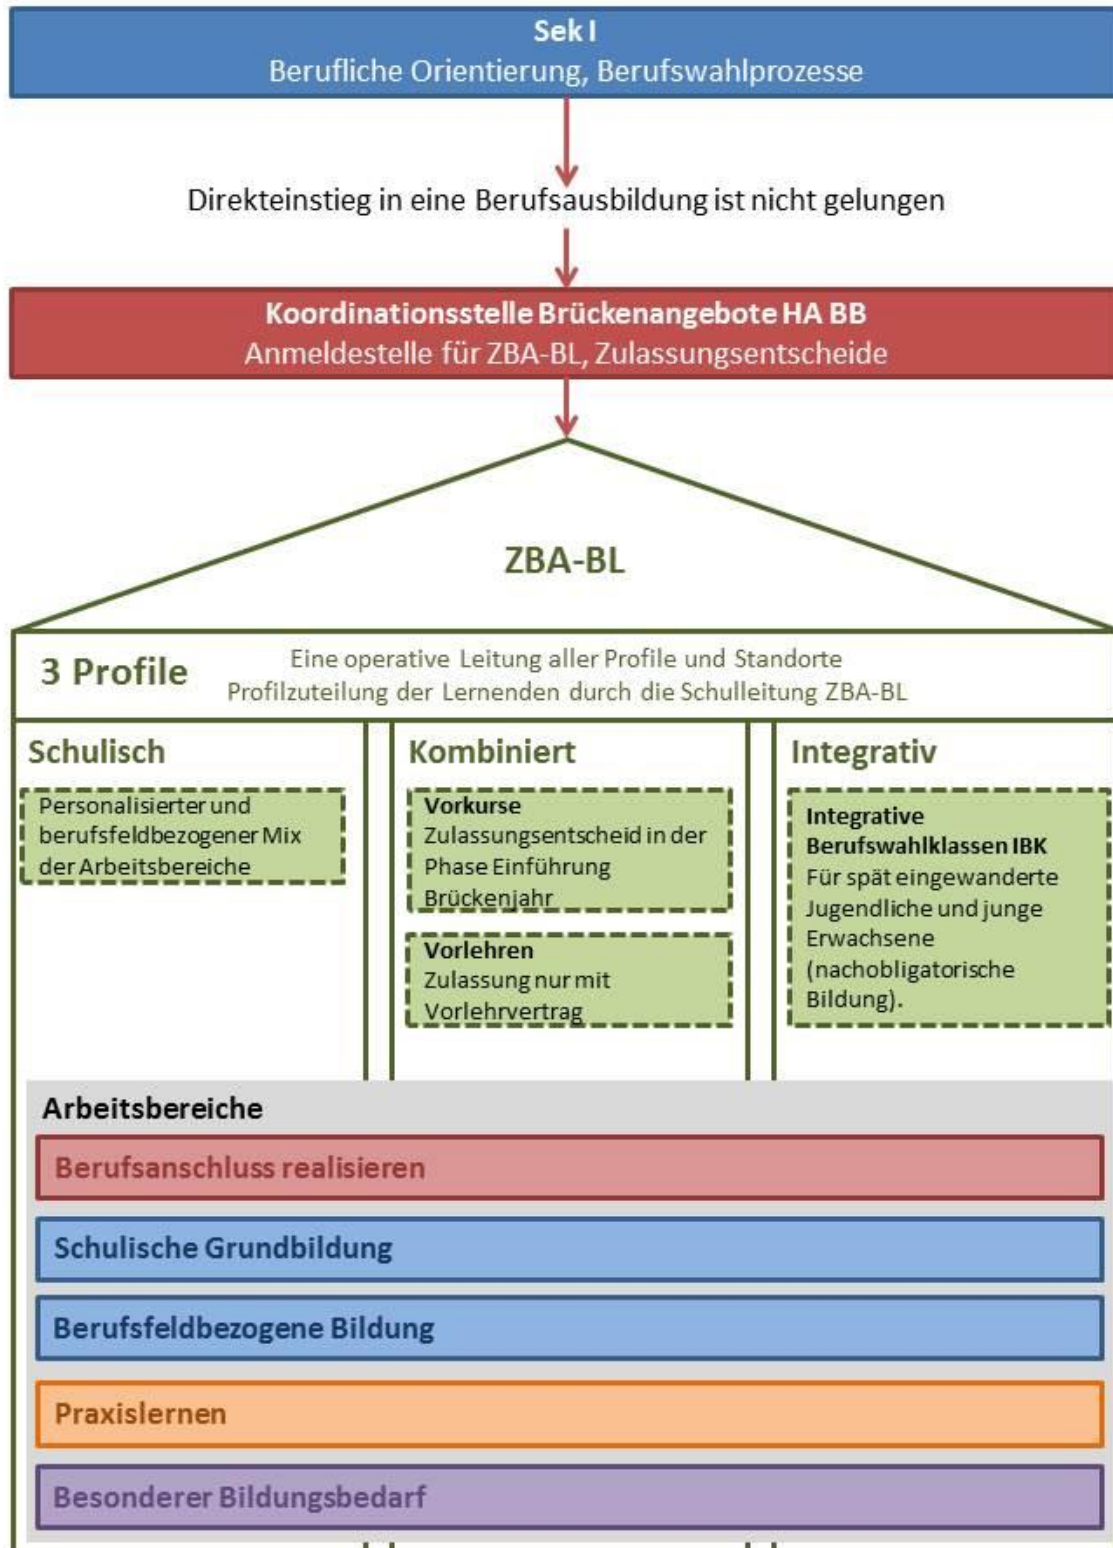 Sek I
Berufliche Orientierung, Berufswahlprozesse
Direkteinstieg in eine Berufsausbildung ist nicht gelungen
Koordinationsstelle Brückenangebote HA BB
Anmeldestelle für ZBA-BL, Zulassungsentscheide
ZBA-BL
3 Profile
Eine operative Leitung aller Profile und Standorte
Profilzuteilung der Lernenden durch die Schulleitung ZBA-BL
Schulisch
Personalisierter und
berufsfeldbezogener Mix
der Arbeitsbereiche
Kombiniert
Vorkurse
Zulassungsentscheid in der
Phase Einführung
Brückenjahr
Vorlehren
Zulassung nur mit
Vorlehrvertrag
Integrativ
Integrative
Berufswahlklassen IBK
Für spät eingewanderte
Jugendliche und junge
Erwachsene
(nachobligatorische
Bildung).
Arbeitsbereiche
Berufsanschluss realisieren
Schulische Grundbildung
Berufsfeldbezogene Bildung
Praxislernen
Besonderer Bildungsbedarf